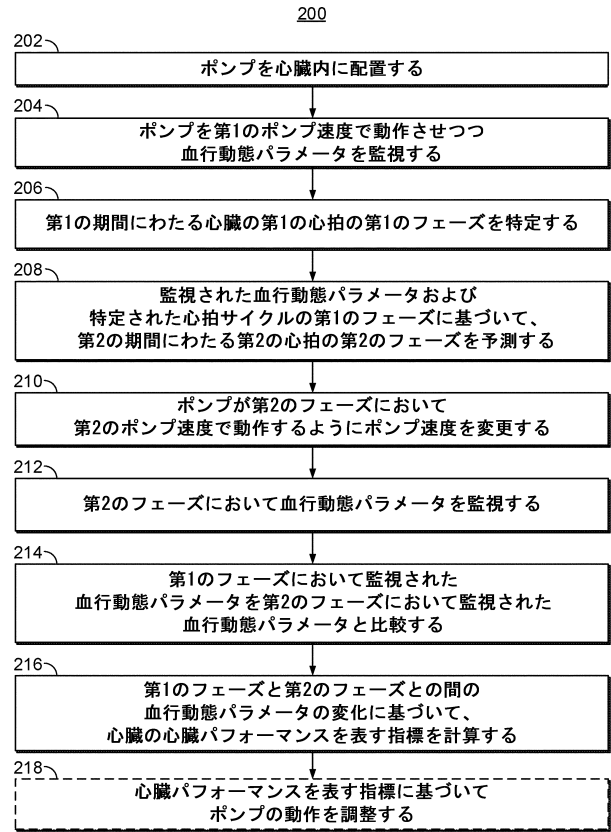 200
202
ポンプを心臓内に配置する
204
ポンプを第1のポンプ速度で動作させつつ
血行動態パラメータを監視する
206
第1の期間にわたる心臓の第1の心拍の第1のフェーズを特定する
208
監視された血行動態パラメータおよび
特定された心拍サイクルの第1のフェーズに基づいて、
第2の期間にわたる第2の心拍の第2のフェーズを予測する
210
ポンプが第2のフェーズにおいて
第2のポンプ速度で動作するようにポンプ速度を変更する
212
第2のフェーズにおいて血行動態パラメータを監視する
214
第1のフェーズにおいて監視された
血行動態パラメータを第2のフェーズにおいて監視された
血行動態パラメータと比較する
216
第1のフェーズと第2のフェーズとの間の
血行動態パラメータの変化に基づいて、
心臓の心臓パフォーマンスを表す指標を計算する
218
心臓パフォーマンスを表す指標に基づいて
ポンプの動作を調整する